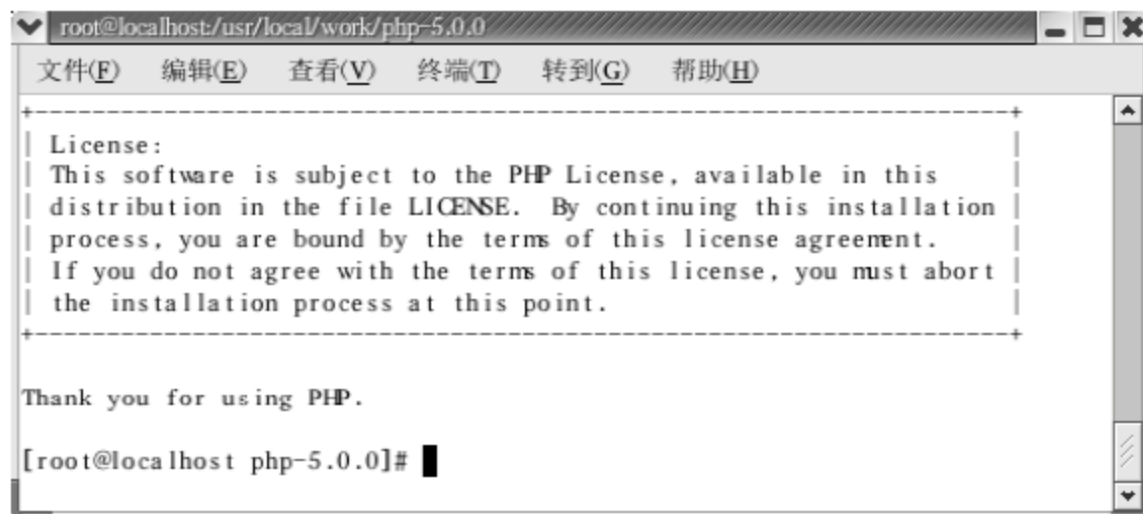 root@localhost:/usr/local/work/php-5.0.0
文件(F) 编辑(E) 查看(V) 终端(T) 转到(G) 帮助(H)
+--------------------------------------------------------------------+
| License: |
| This software is subject to the PHP License, available in this |
| distribution in the file LICENSE. By continuing this installation |
| process, you are bound by the terms of this license agreement. |
| If you do not agree with the terms of this license, you must abort |
| the installation process at this point. |
+--------------------------------------------------------------------+
Thank you for using PHP.
[root@localhost php-5.0.0]#